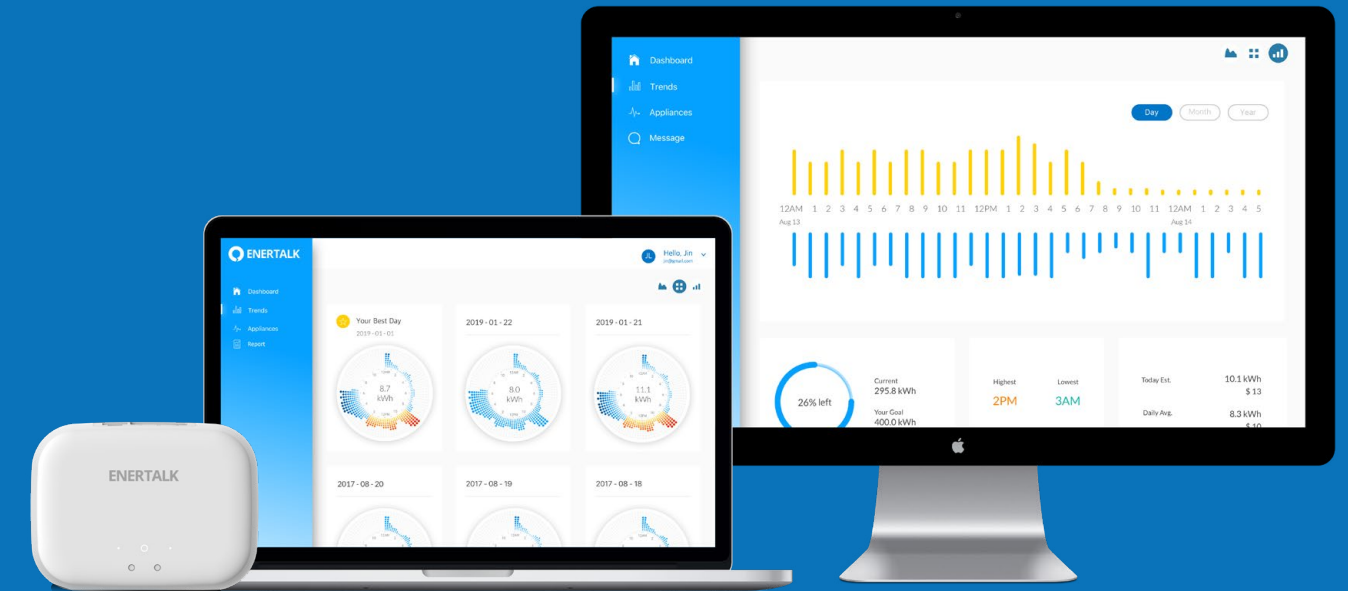 Dashboard
Trends
Appliances
Message
Day Month Year
12AM 1 2 3 4 5 6 7 8 9 10 11 12PM 1 2 3 4 5 6 7 8 9 10 11 12AM 1 2 3 4 5
Aug 13 Aug 14
26% left
Current
295.8 kWh
Your Goal
400.0 kWh
Highest Lowest
2PM 3AM
Today Est. 10.1 kWh
$ 13
Daily Avg. 8.3 kWh
$ 10
ENERTALK
Hello, Jin
JL
jin@gmail.com
Dashboard
Trends
Appliances
Report
Your Best Day
2019 - 01 - 01
8.7
kWh
2019 - 01 - 22
8.0
kWh
2019 - 01 - 21
11.1
kWh
2017 - 08 - 20
2017 - 08 - 19
2017 - 08 - 18
ENERTALK